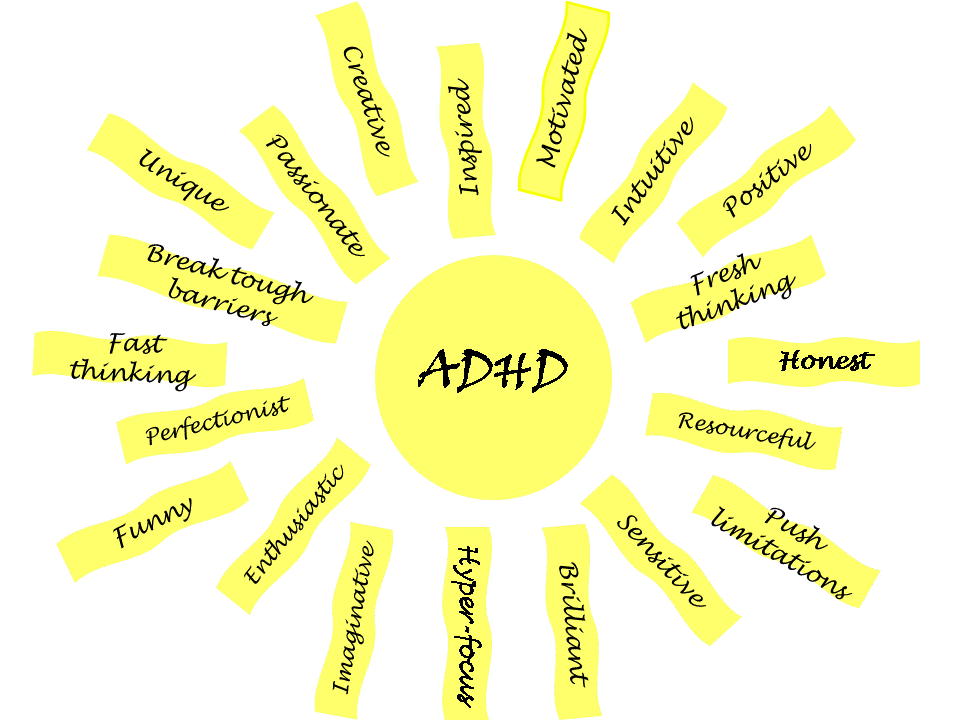 Creative
Inspired
Motivated
Intuitive
Positive
Unique
Passionate
Break tough
barriers
Fresh
thinking
Fast
thinking
ADHD
Honest
Perfectionist
Resourceful
Funny
Enthusiastic
Imaginative
Hyper-focus
Brilliant
Sensitive
Push
limitations